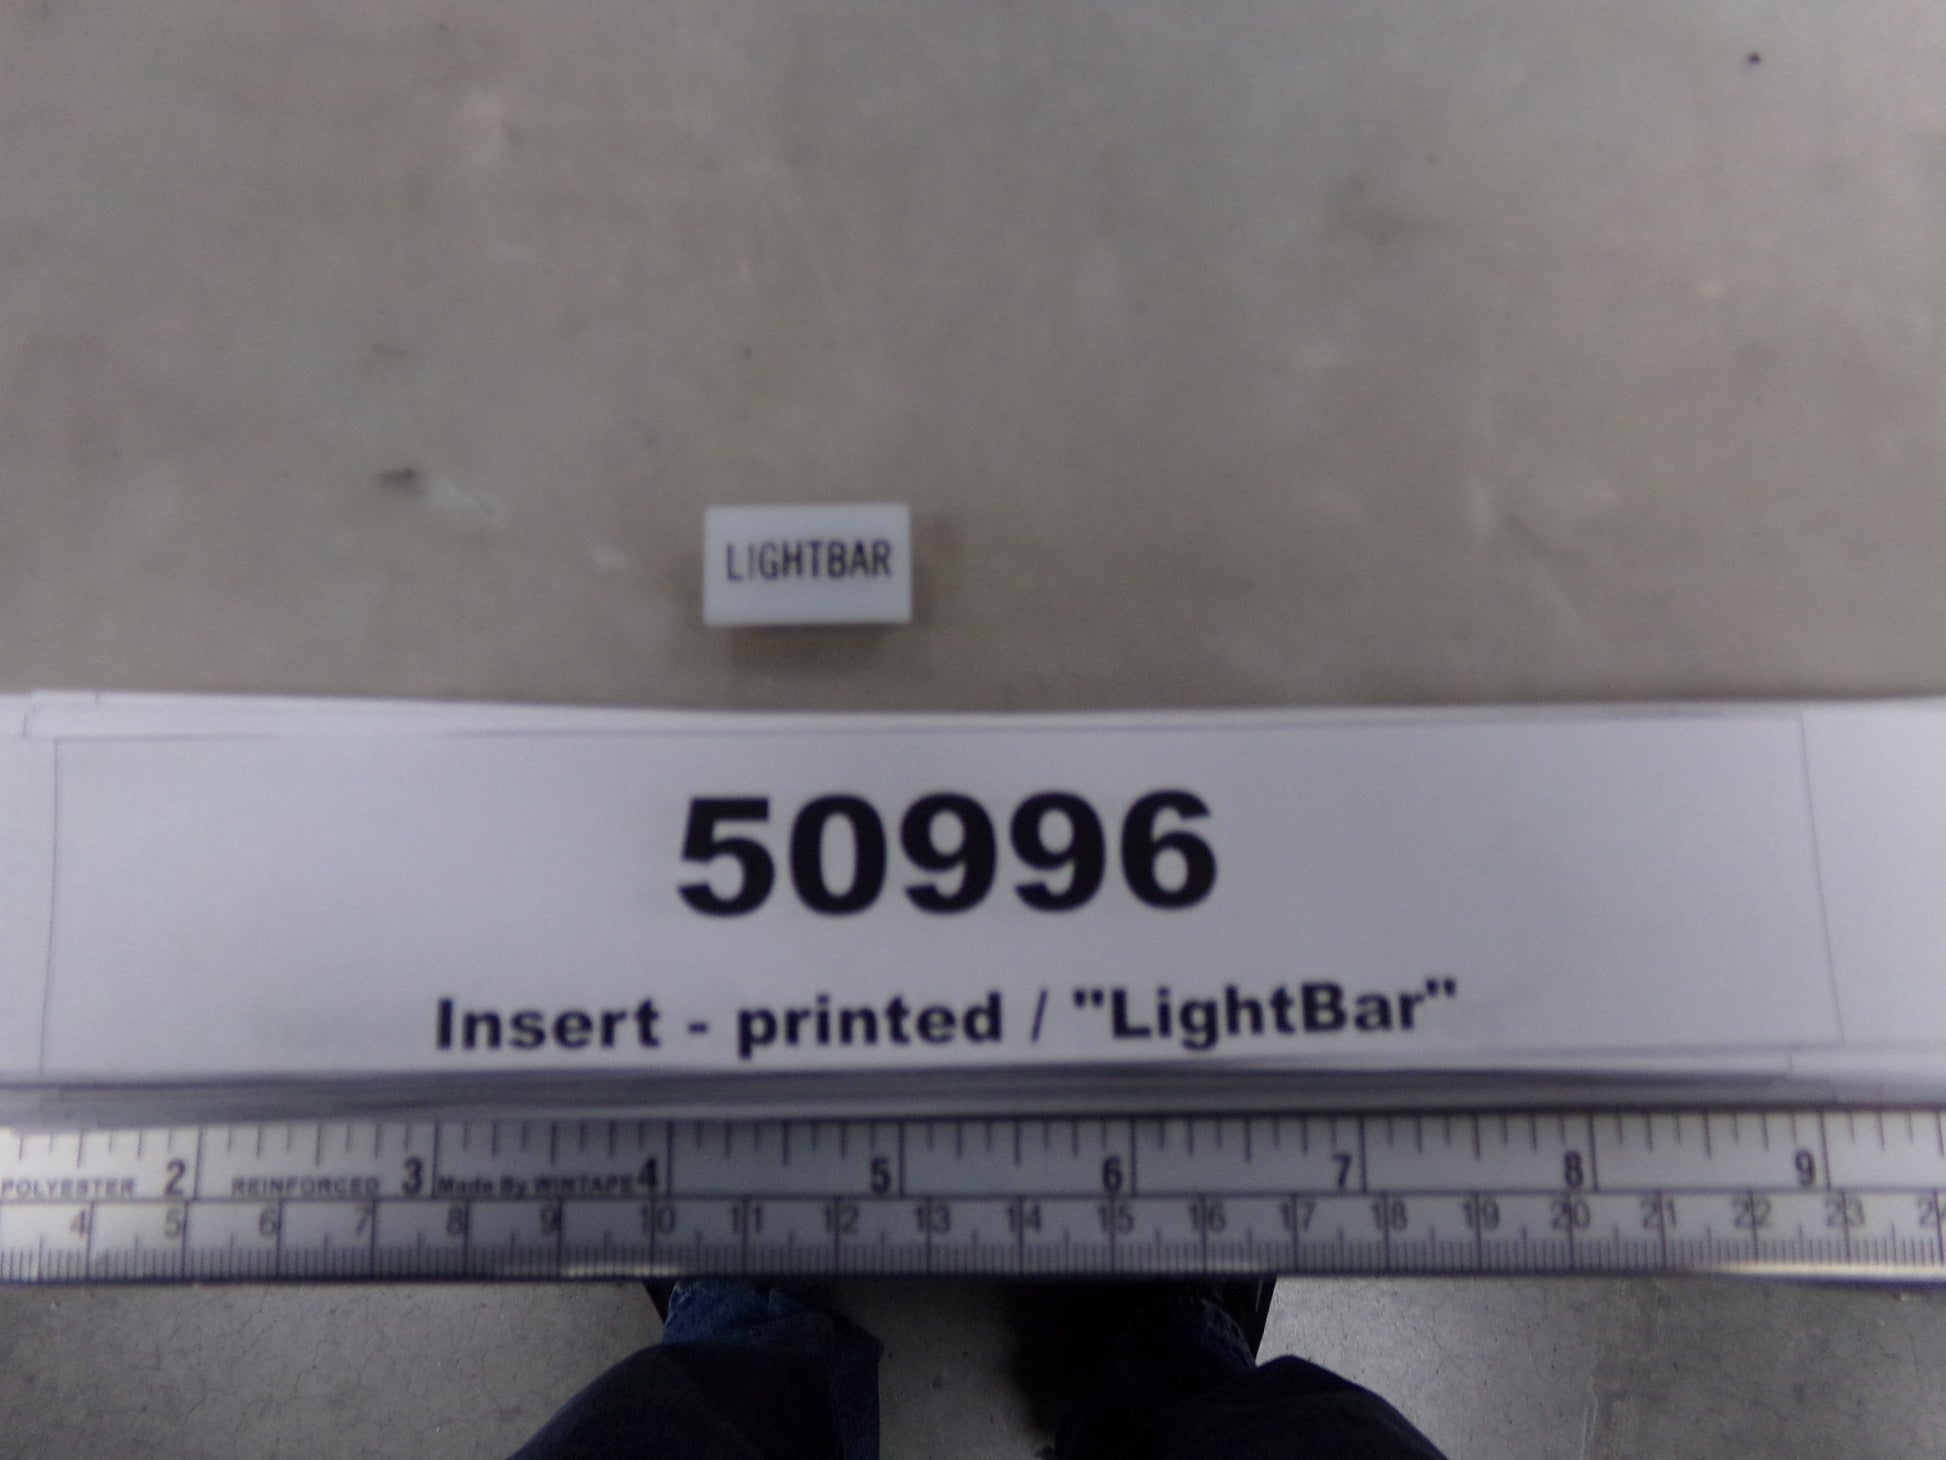 LIGHTBAR
50996
Insert - printed / "LightBar"
POLYESTER 2 REINFORCED 3 Made By WINTAPE 4 5 6 7 8 9
4 5 6 7 8 9 10 11 12 13 14 15 16 17 18 19 20 21 22 23